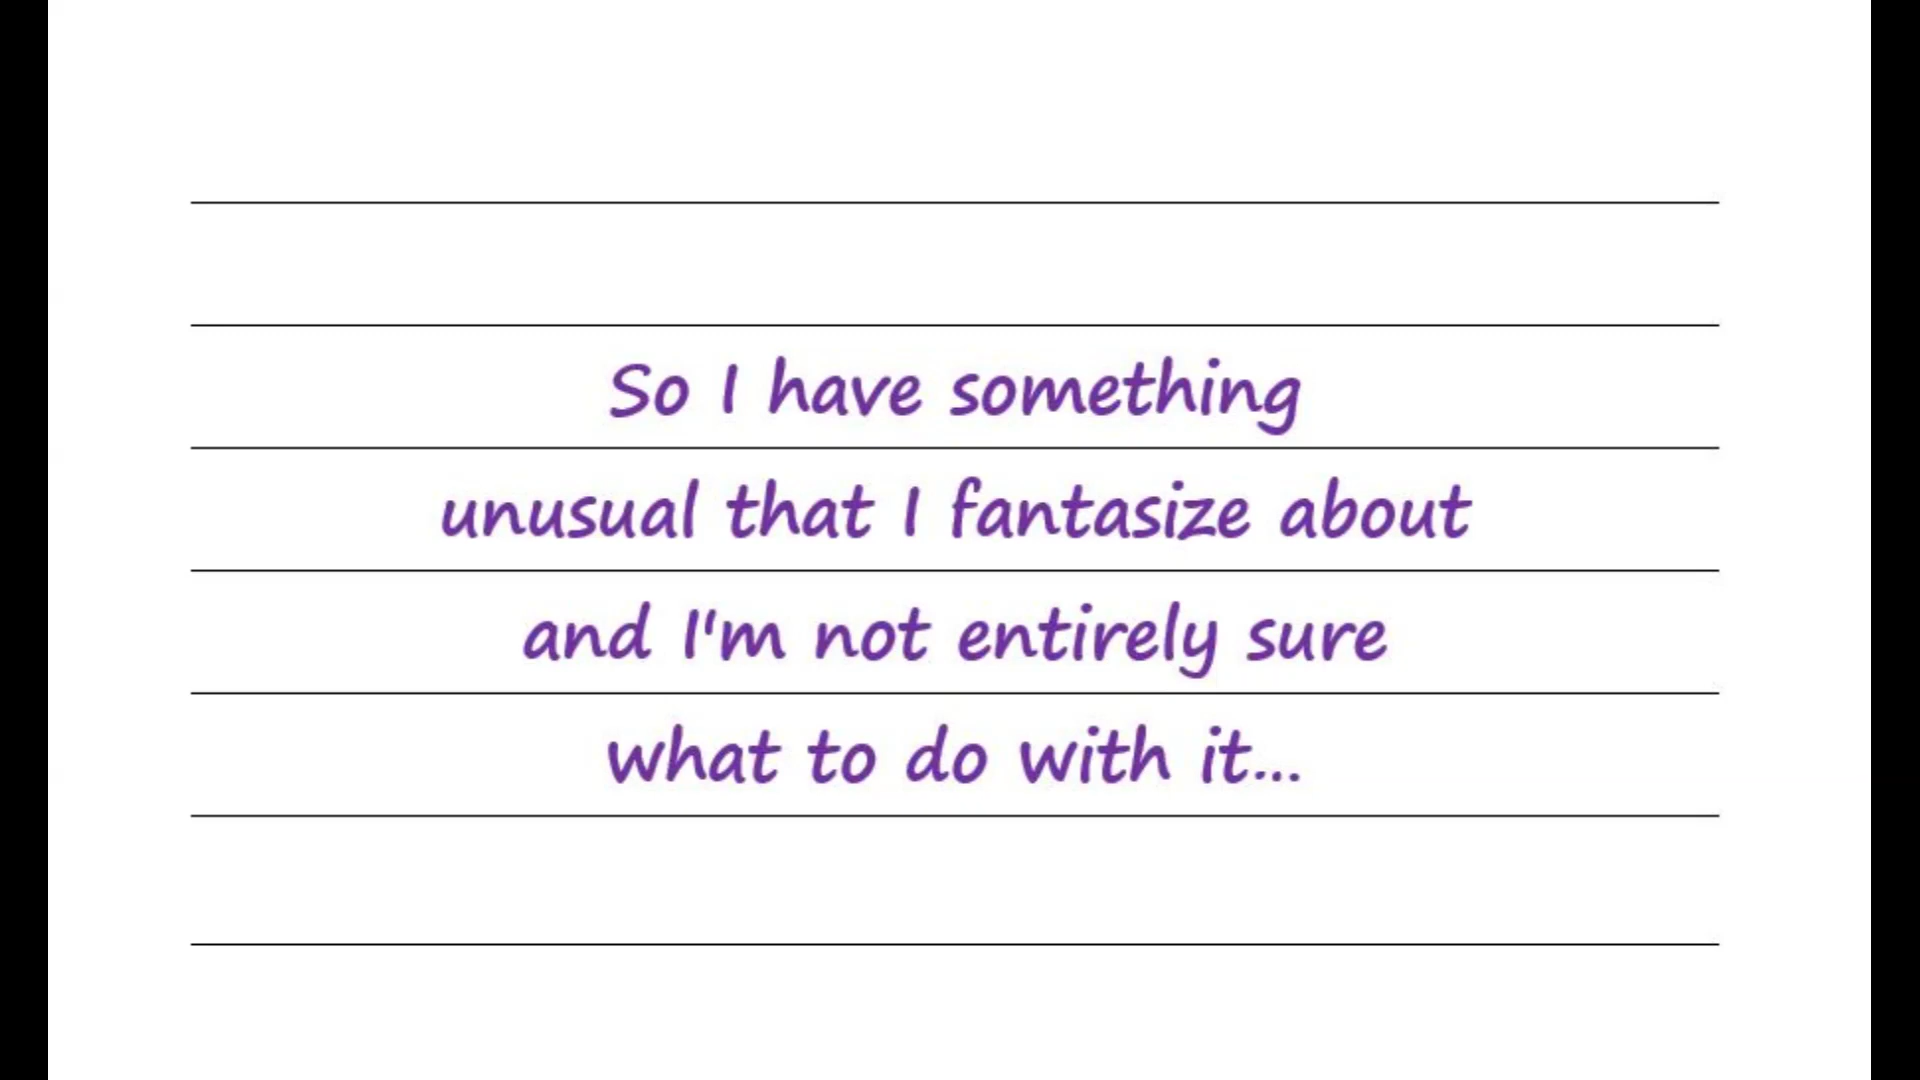 So I have something
unusual that I fantasize about
and I'm not entirely sure
what to do with it...